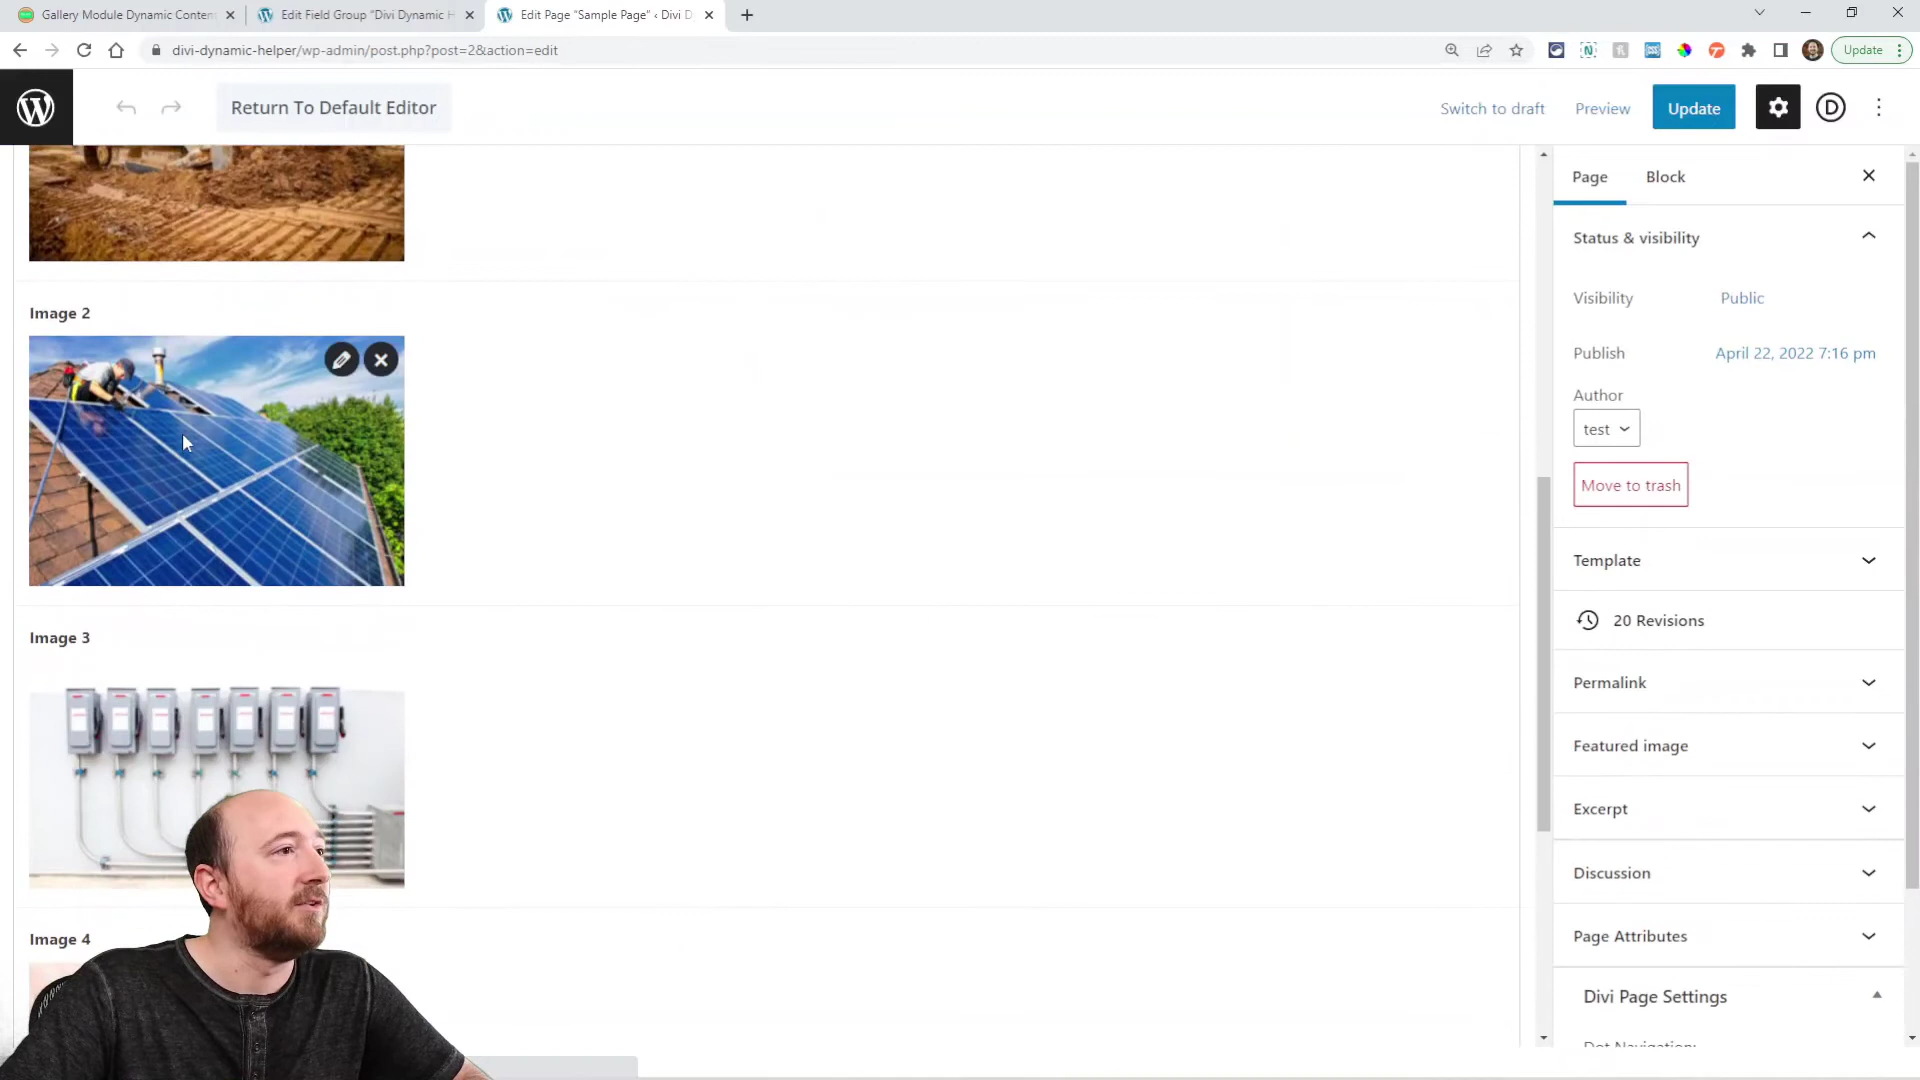 Gallery Module Dynamic Conten
Edit Field Group "Divi Dynamic H
Edit Page "Sample Page" ‹ Divi D
divi-dynamic-helper/wp-admin/post.php?post=2&action=edit
Update
Return To Default Editor
Switch to draft
Preview
Update
Image 2
Image 3
Image 4
Page
Block
Status & visibility
Visibility
Public
Publish
April 22, 2022 7:16 pm
Author
test
Move to trash
Template
20 Revisions
Permalink
Featured image
Excerpt
Discussion
Page Attributes
Divi Page Settings
Dot Navigation: